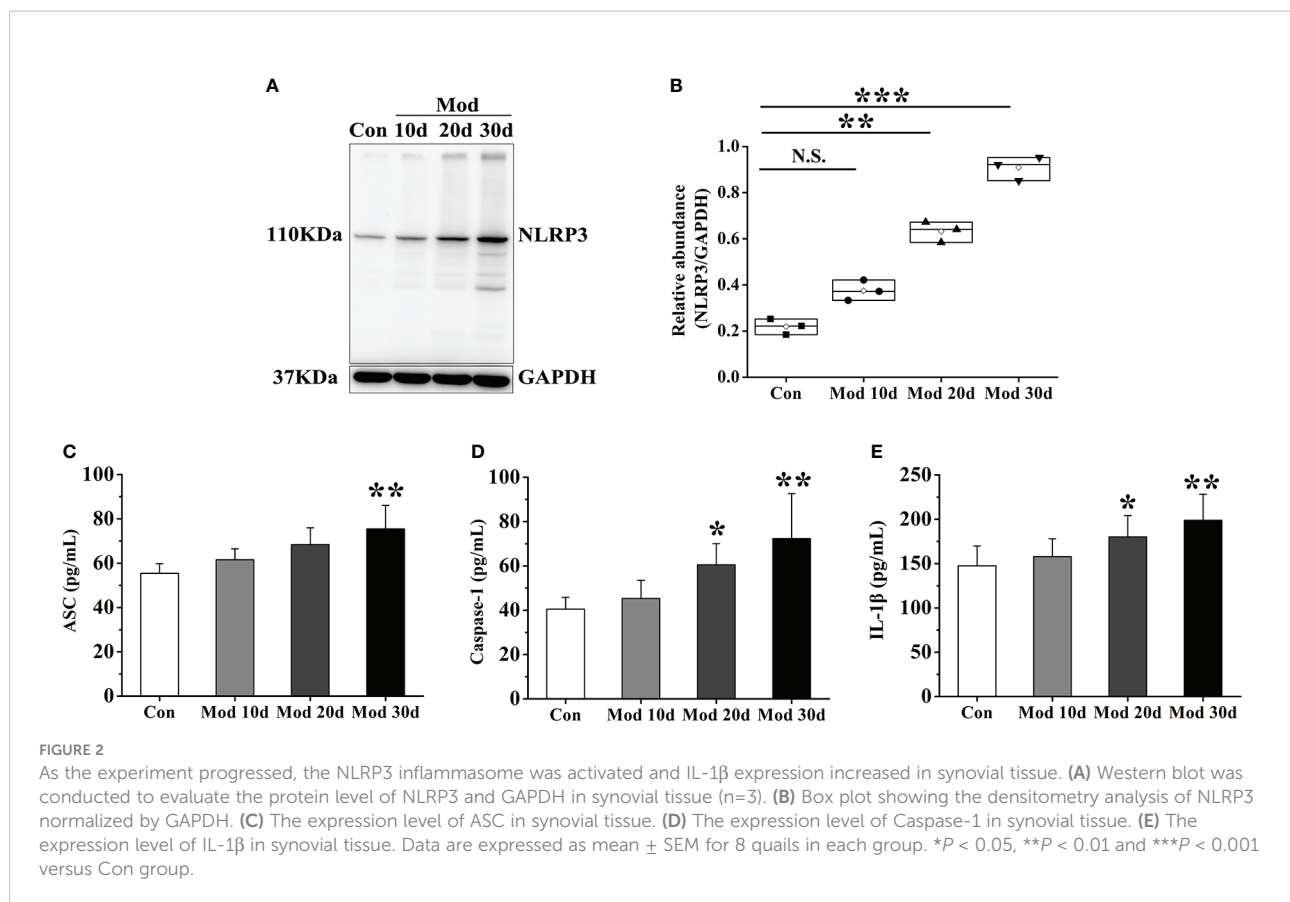 A
Mod
Con 10d 20d 30d
110KDa
NLRP3
37KDa
GAPDH
B
***
**
N.S.
1.0
0.8
0.6
0.4
0.2
0.0
Relative abundance
(NLRP3/GAPDH)
Con Mod 10d Mod 20d Mod 30d
C
100
80
60
40
20
0
ASC (pg/mL)
**
Con Mod 10d Mod 20d Mod 30d
D
100
80
60
40
20
0
Caspase-1 (pg/mL)
*
**
Con Mod 10d Mod 20d Mod 30d
E
250
200
150
100
50
0
IL-1β (pg/mL)
*
**
Con Mod 10d Mod 20d Mod 30d
FIGURE 2
As the experiment progressed, the NLRP3 inflammasome was activated and IL-1β expression increased in synovial tissue. (A) Western blot was
conducted to evaluate the protein level of NLRP3 and GAPDH in synovial tissue (n=3). (B) Box plot showing the densitometry analysis of NLRP3
normalized by GAPDH. (C) The expression level of ASC in synovial tissue. (D) The expression level of Caspase-1 in synovial tissue. (E) The
expression level of IL-1β in synovial tissue. Data are expressed as mean ± SEM for 8 quails in each group. *P < 0.05, **P < 0.01 and ***P < 0.001
versus Con group.